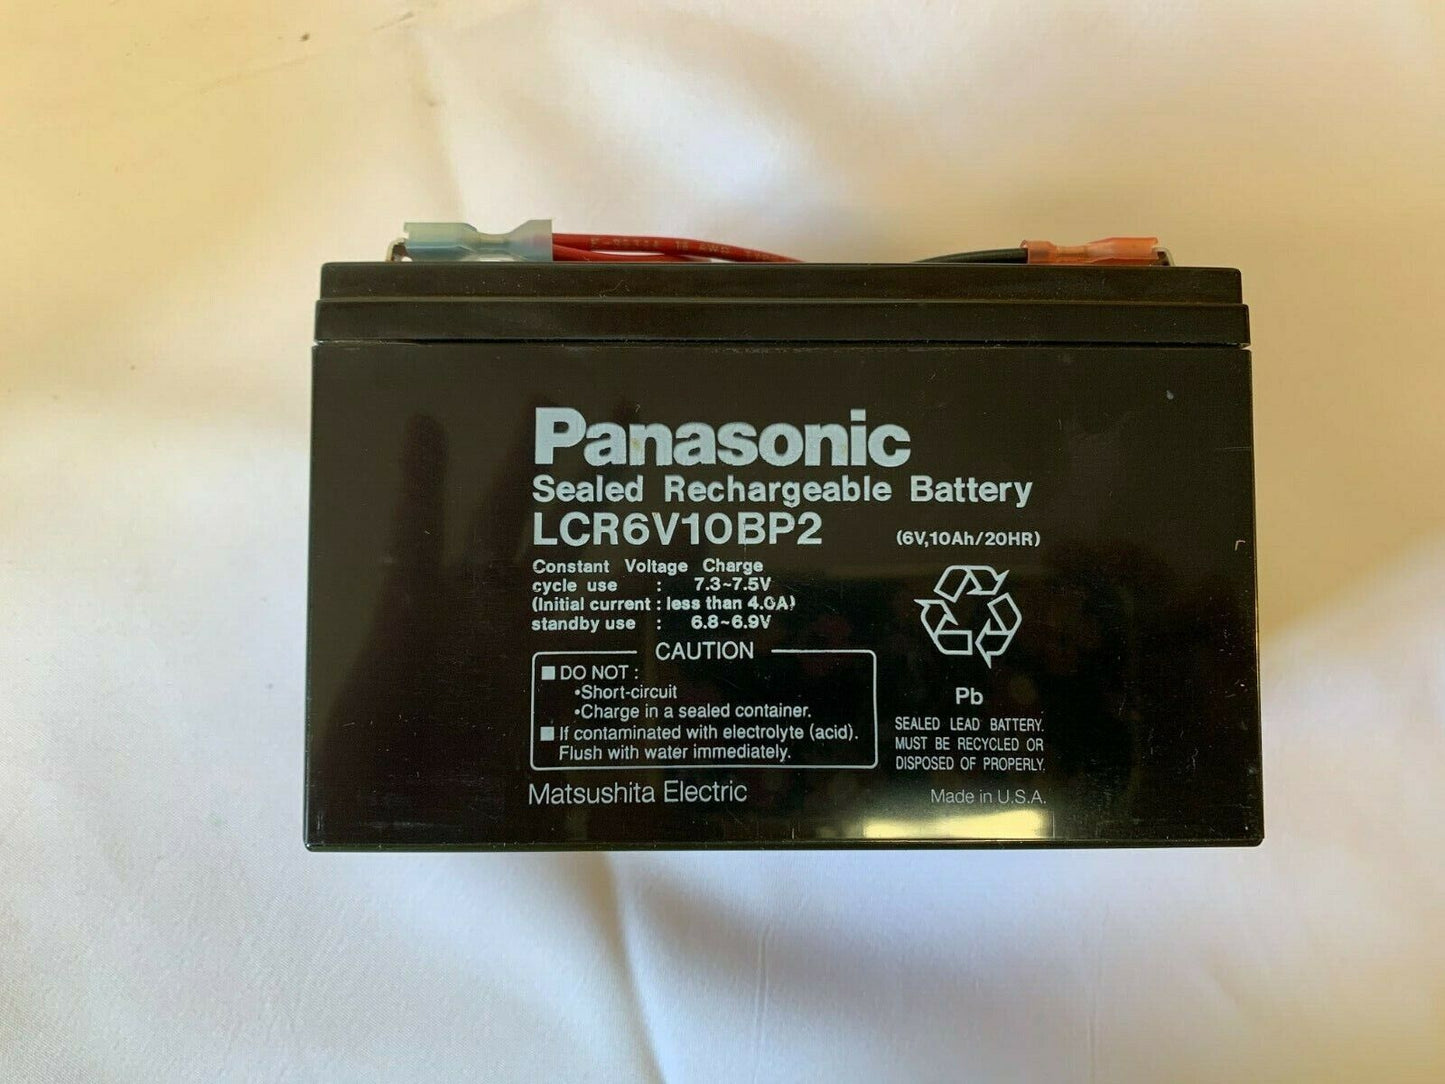 18 AWG
Panasonic
Sealed Rechargeable Battery
LCR6V10BP2 (6V,10Ah/20HR)
Constant Voltage Charge
cycle use : 7.3~7.5V
(Initial current : less than 4.0A)
standby use : 6.8~6.9V
CAUTION
■ DO NOT :
•Short-circuit
•Charge in a sealed container.
■ If contaminated with electrolyte (acid).
Flush with water immediately.
Matsushita Electric
Pb
SEALED LEAD BATTERY.
MUST BE RECYCLED OR
DISPOSED OF PROPERLY.
Made in U.S.A.